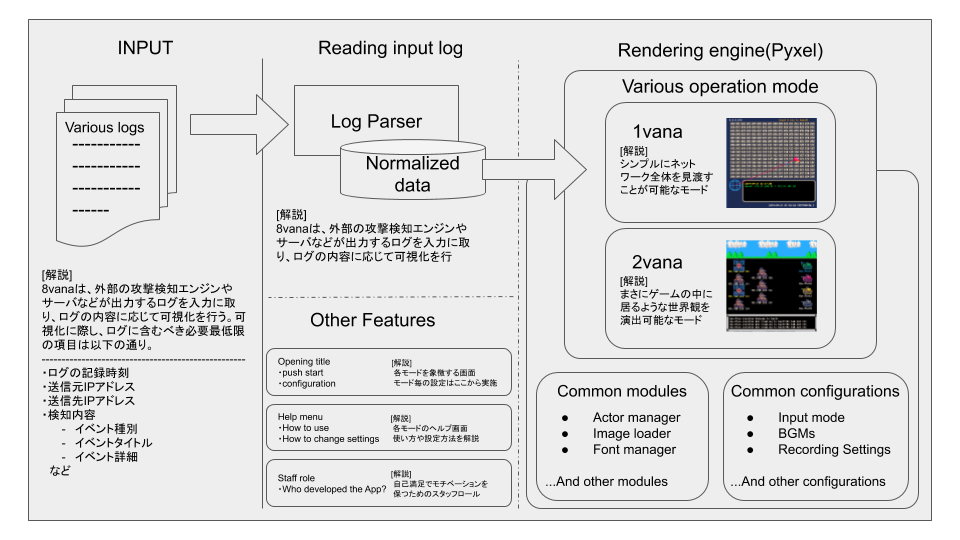 INPUT
Various logs
[解説]
8vanaは、外部の攻撃検知エンジンや
サーバなどが出力するログを入力に取
り、ログの内容に応じて可視化を行う。可
視化に際し、ログに含むべき必要最低限
の項目は以下の通り。
・ログの記録時刻
・送信元IPアドレス
・送信先IPアドレス
・検知内容
- イベント種別
- イベントタイトル
- イベント詳細
など
Reading input log
Log Parser
Normalized
data
[解説]
8vanaは、外部の攻撃検知エンジンや
サーバなどが出力するログを入力に取
り、ログの内容に応じて可視化を行
Other Features
Opening title
・push start
・configuration
[解説]
各モードを象徴する画面
モード毎の設定はここから実施
Help menu
・How to use
・How to change settings
[解説]
各モードのヘルプ画面
使い方や設定方法を解説
Staff role
・Who developed the App?
[解説]
自己満足でモチベーションを
保つためのスタッフロール
Rendering engine(Pyxel)
Various operation mode
1vana
[解説]
シンプルにネット
ワーク全体を見渡す
ことが可能なモード
2vana
[解説]
まさにゲームの中に
居るような世界観を
演出可能なモード
Common modules
● Actor manager
● Image loader
● Font manager
...And other modules
Common configurations
● Input mode
● BGMs
● Recording Settings
...And other configurations